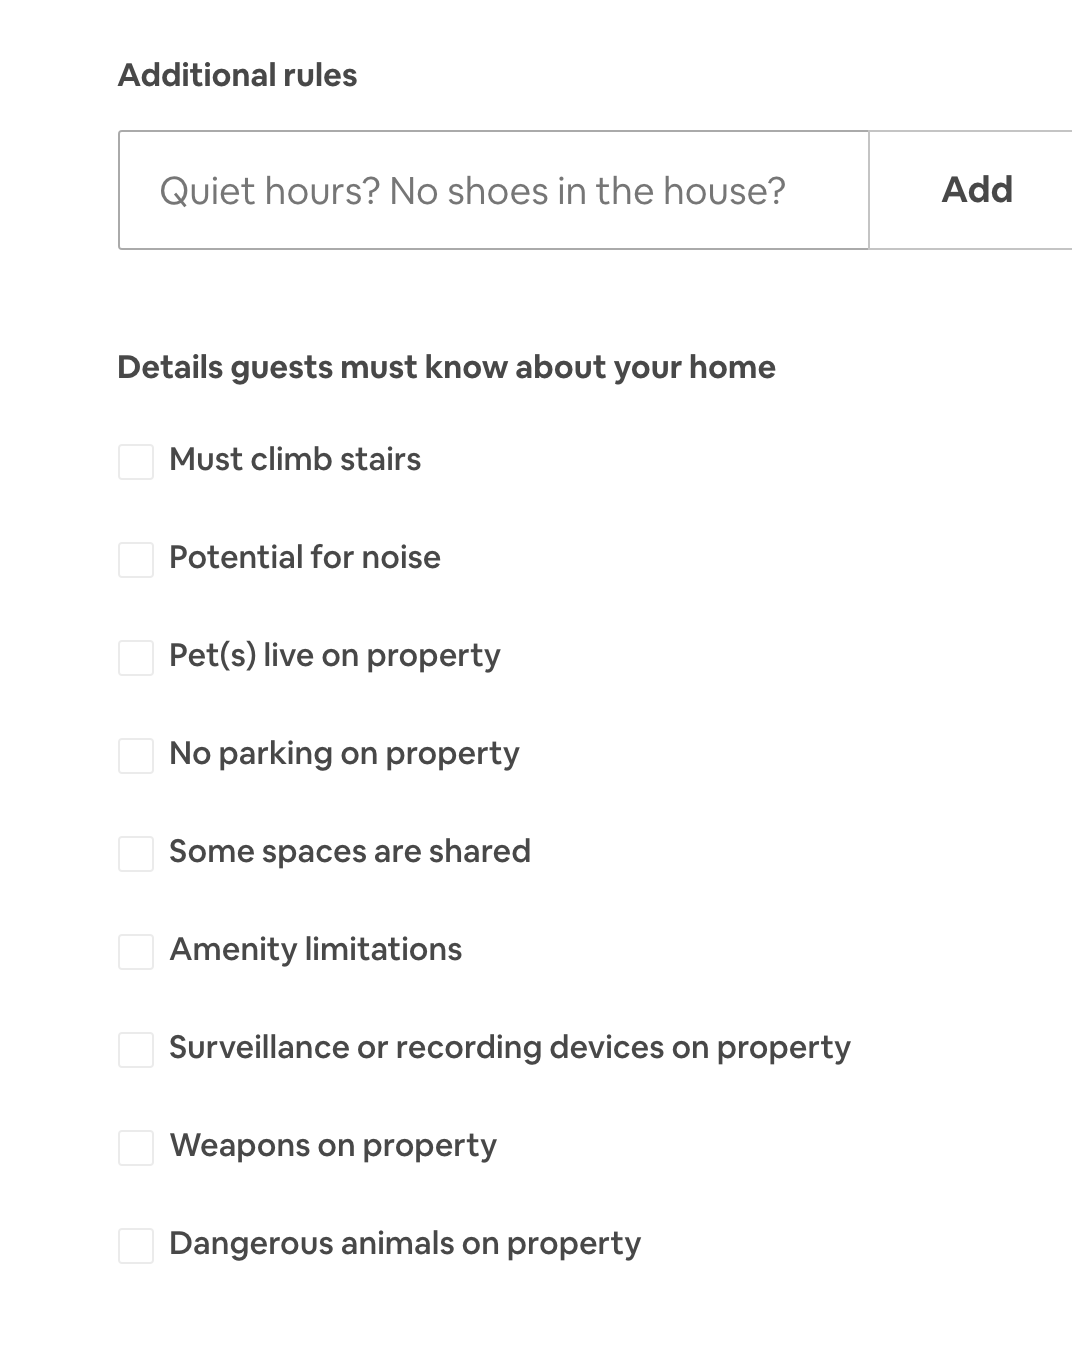 Additional rules
Quiet hours? No shoes in the house?
Add
Details guests must know about your home
Must climb stairs
Potential for noise
Pet(s) live on property
No parking on property
Some spaces are shared
Amenity limitations
Surveillance or recording devices on property
Weapons on property
Dangerous animals on property